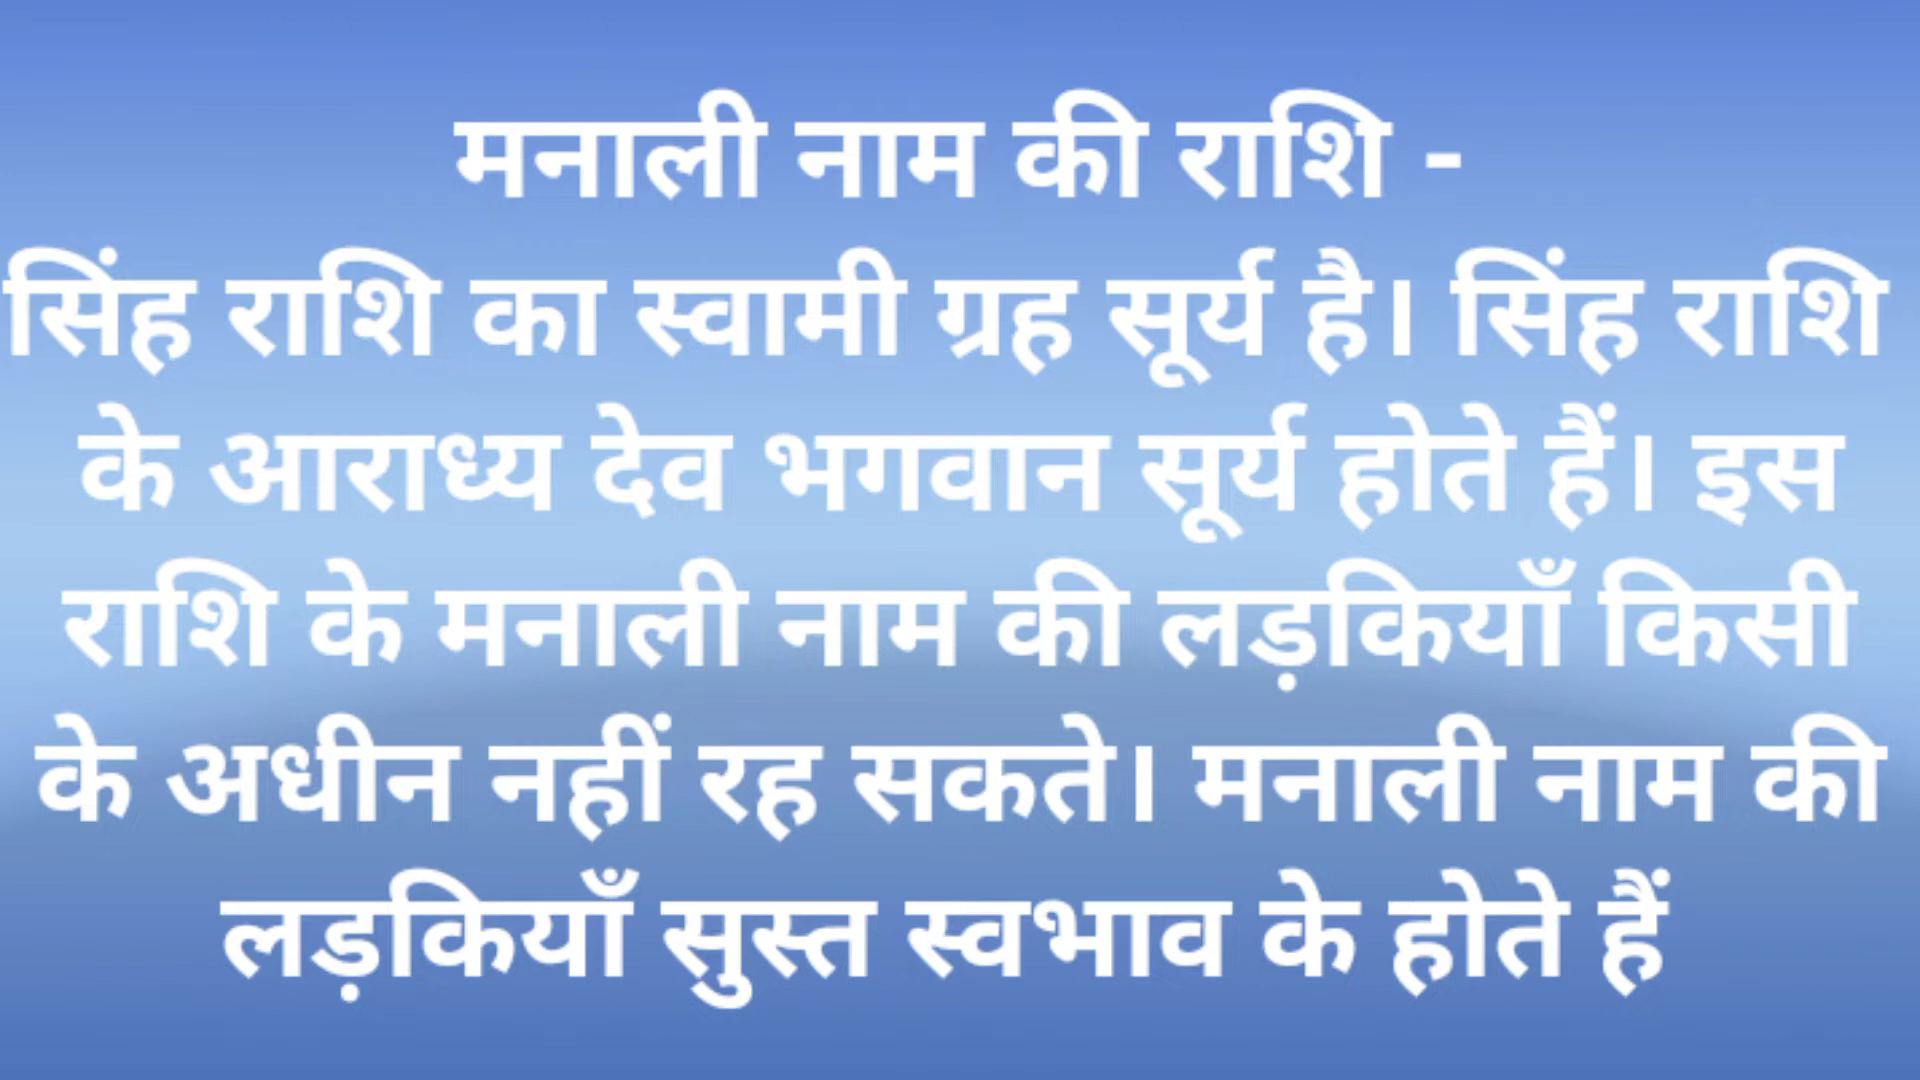 मनाली नाम की राशि -
सिंह राशि का स्वामी ग्रह सूर्य है। सिंह राशि
के आराध्य देव भगवान सूर्य होते हैं। इस
राशि के मनाली नाम की लड़कियाँ किसी
के अधीन नहीं रह सकते। मनाली नाम की
लड़कियाँ सुस्त स्वभाव के होते हैं